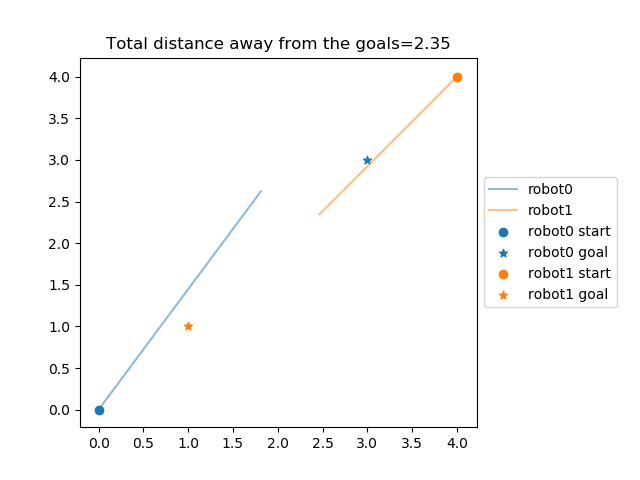 Total distance away from the goals=2.35
4.0
3.5
3.0
2.5
2.0
1.5
1.0
0.5
0.0
0.0 0.5 1.0 1.5 2.0 2.5 3.0 3.5 4.0
robot0
robot1
robot0 start
robot0 goal
robot1 start
robot1 goal